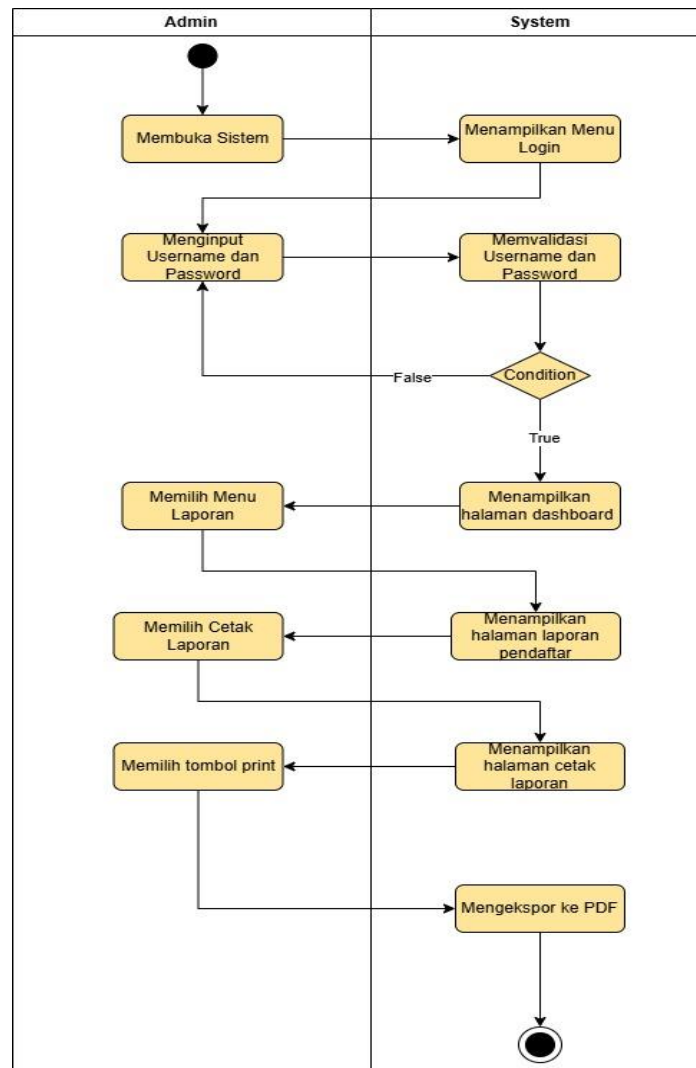 Admin
System
Membuka Sistem
Menampilkan Menu
Login
Menginput
Username dan
Password
Memvalidasi
Username dan
Password
Condition
False
True
Menampilkan
halaman dashboard
Memilih Menu
Laporan
Menampilkan
halaman laporan
pendaftar
Memilih Cetak
Laporan
Menampilkan
halaman cetak
laporan
Memilih tombol print
Mengekspor ke PDF